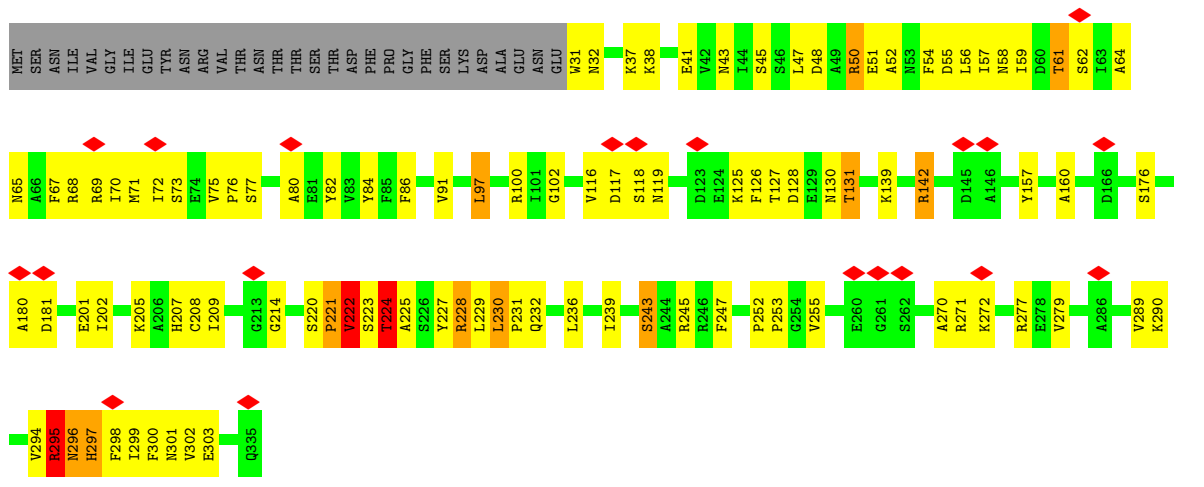 MET SER ASN ILE VAL GLY ILE GLU TYR ASN ARG VAL THR ASN THR THR SER THR ASP PHE PRO GLY PHE SER LYS ASP ALA GLU ASN GLU W31 N32 K37 K38 E41 V42 N43 I44 S45 S46 L47 D48 A49 R50 E51 A52 N53 F54 D55 L56 I57 N58 I59 D60 T61 S62 I63 A64
N65 A66 F67 R68 R69 I70 M71 I72 S73 E74 V75 P76 S77 A80 E81 Y82 V83 Y84 F85 F86 V91 L97 R100 I101 G102 V116 D117 S118 N119 D123 E124 K125 F126 T127 D128 E129 N130 T131 K139 R142 D145 A146 Y157 A160 D166 S176
A180 D181 E201 I202 K205 A206 H207 C208 I209 G213 G214 S220 P221 V222 S223 T224 A225 S226 Y227 R228 L229 L230 P231 Q232 L236 I239 S243 A244 R245 R246 F247 P252 P253 G254 V255 E260 G261 S262 A270 R271 K272 R277 E278 V279 A286 V289 K290
V294 R295 N296 H297 F298 I299 F300 N301 V302 E303 Q335